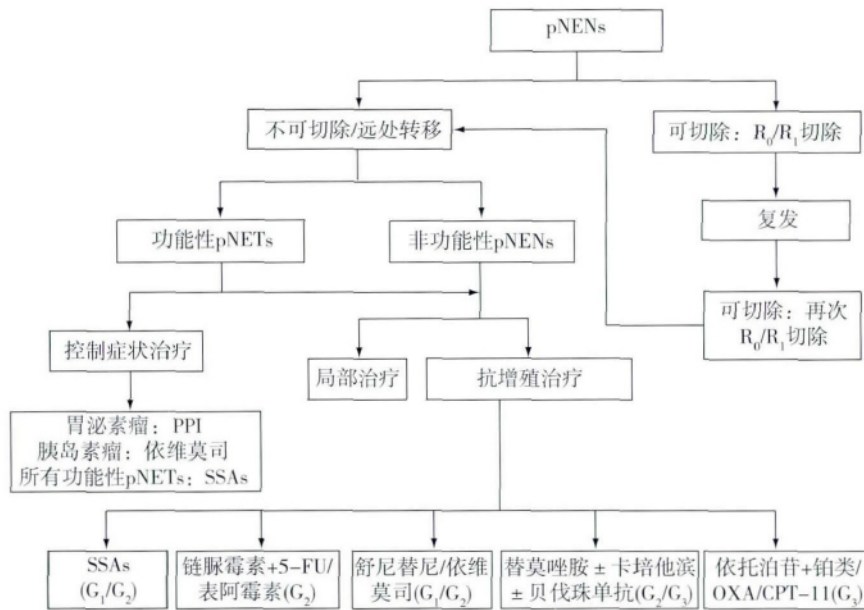 pNENs
不可切除/远处转移
可切除：R₀/R₁切除
复发
功能性pNETs
非功能性pNENs
可切除：再次
R₀/R₁切除
控制症状治疗
局部治疗
抗增殖治疗
胃泌素瘤：PPI
胰岛素瘤：依维莫司
所有功能性pNETs：SSAs
SSAs
(G₁/G₂)
链脲霉素+5-FU/
表阿霉素(G₂)
舒尼替尼/依维
莫司(G₁/G₂)
替莫唑胺±卡培他滨
±贝伐珠单抗(G₂/G₃)
依托泊苷+铂类/
OXA/CPT-11(G₃)